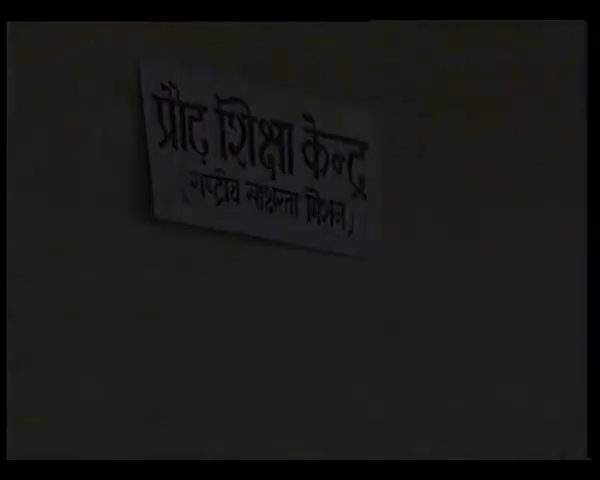 प्रौढ़ शिक्षा केन्द्र
(राष्ट्रीय साक्षरता मिशन)